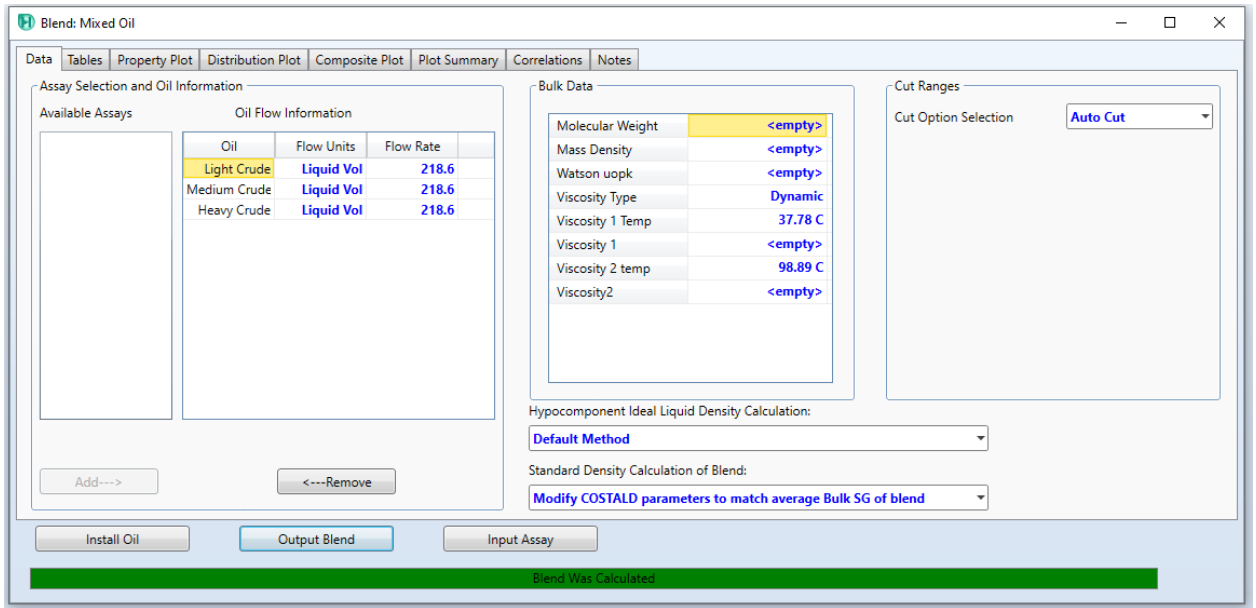 Blend: Mixed Oil
Data Tables Property Plot Distribution Plot Composite Plot Plot Summary Correlations Notes
Assay Selection and Oil Information
Available Assays
Oil Flow Information
Oil Flow Units Flow Rate
Light Crude Liquid Vol 218.6
Medium Crude Liquid Vol 218.6
Heavy Crude Liquid Vol 218.6
Add--->
<---Remove
Bulk Data
Molecular Weight <empty>
Mass Density <empty>
Watson uopk <empty>
Viscosity Type Dynamic
Viscosity 1 Temp 37.78 C
Viscosity 1 <empty>
Viscosity 2 temp 98.89 C
Viscosity2 <empty>
Cut Ranges
Cut Option Selection Auto Cut
Hypocomponent Ideal Liquid Density Calculation:
Default Method
Standard Density Calculation of Blend:
Modify COSTALD parameters to match average Bulk SG of blend
Install Oil Output Blend Input Assay
Blend Was Calculated